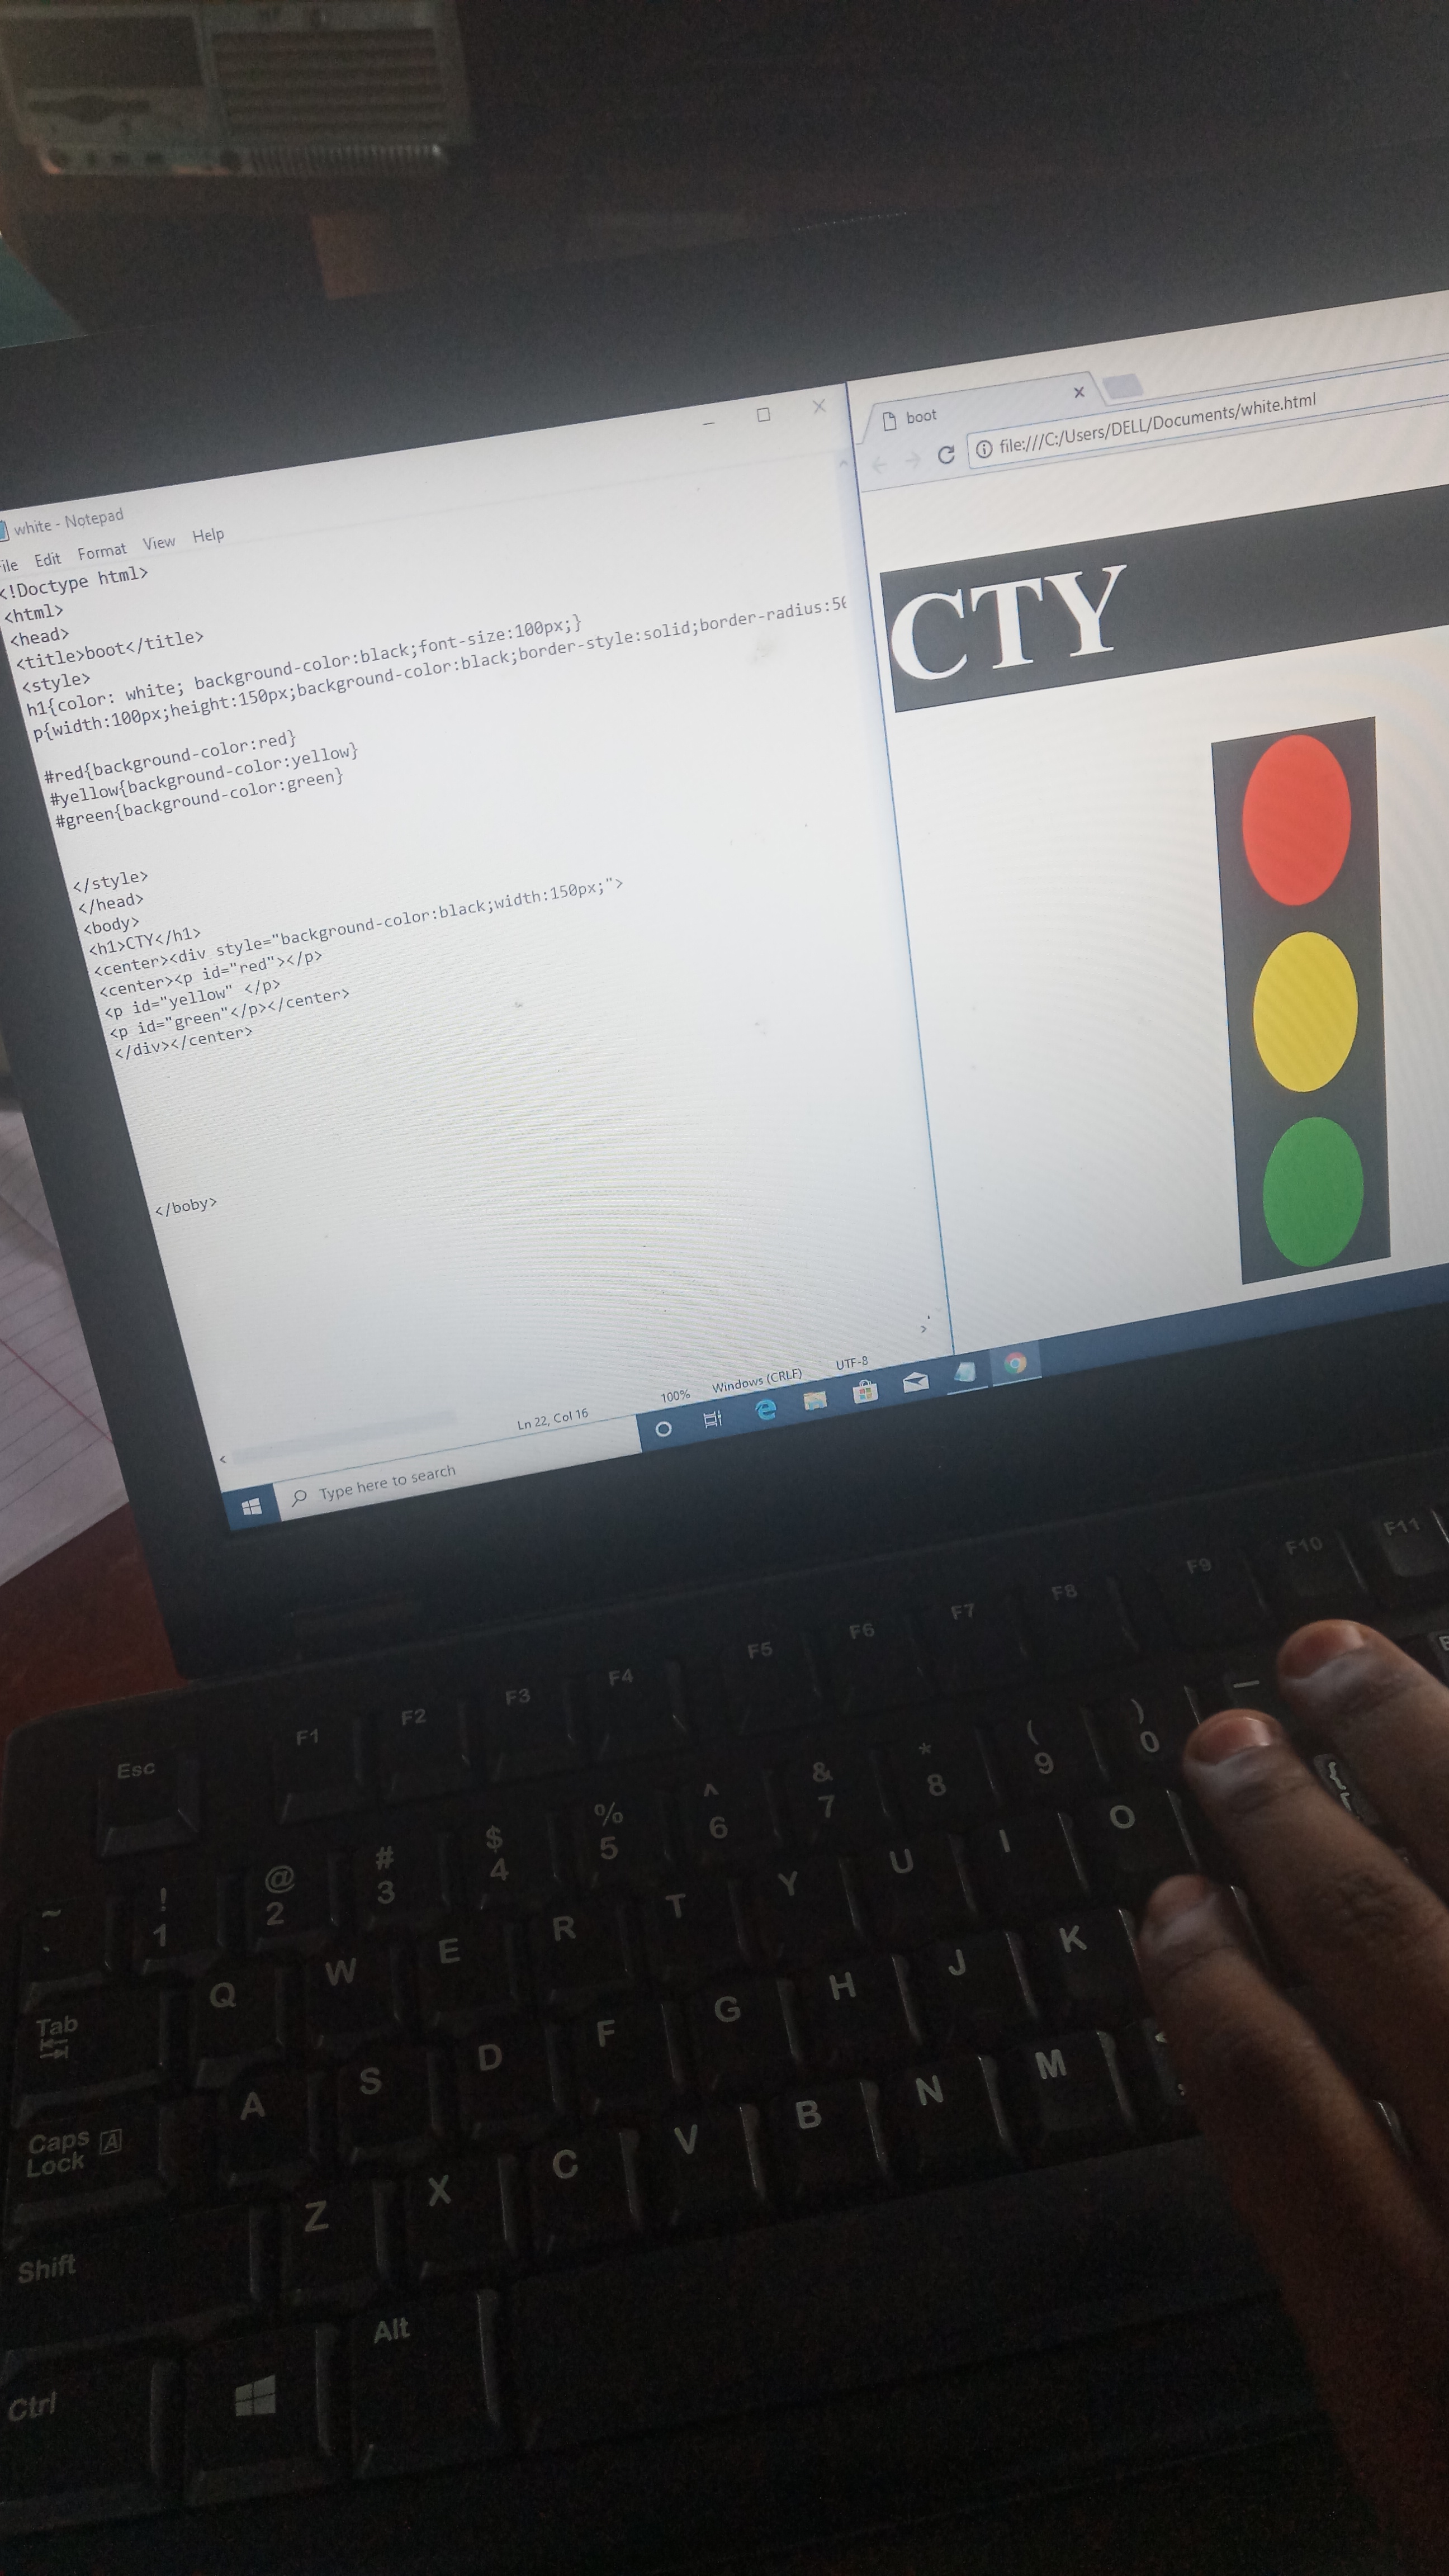 white - Notepad
Edit Format View Help
<!Doctype html>
<html>
<head>
<title>boot</title>
<style>
h1{color: white; background-color:black;font-size:100px;}
p{width:100px;height:150px;background-color:black;border-style:solid;border-radius:
#red{background-color:red}
#yellow{background-color:yellow}
#green{background-color:green}
</style>
</head>
<body>
<h1>CTY</h1>
<center><div style="background-color:black;width:150px;">
<center><p id="red"></p>
<p id="yellow" </p>
<p id="green"</p></center>
</div></center>
</boby>
Ln 22, Col 16
100%
Windows (CRLF)
UTF-8
Type here to search
boot
file:///C:/Users/DELL/Documents/white.html
CTY
Esc F1 F2 F3 F4 F5 F6 F7 F8 F9 F10 F11
~ ! @ # $ % ^ & * ( )
1 2 3 4 5 6 7 8 9 0
Tab Q W E R T Y U I O
Caps Lock A A S D F G H J K
Shift Z X C V B N M
Ctrl Alt